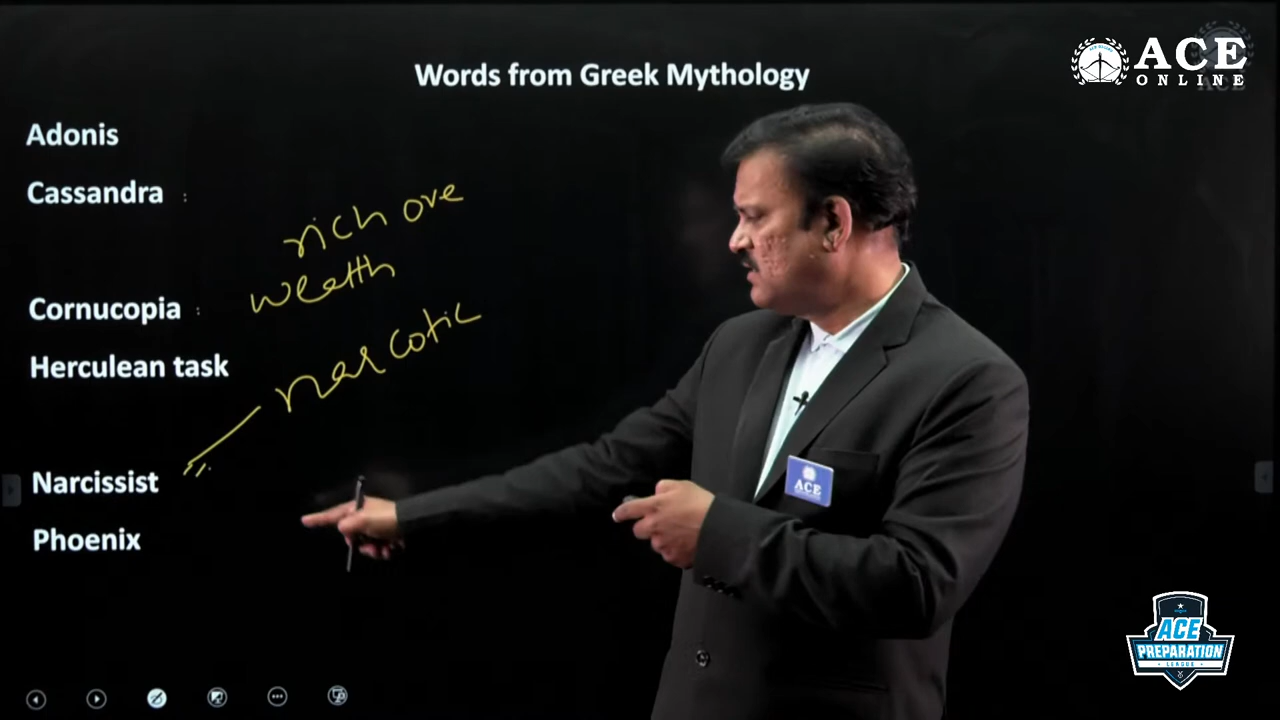 Words from Greek Mythology
ACE
ONLINE
Adonis
Cassandra :
rich ore
wealth
Cornucopia :
narcotic
Herculean task
Narcissist
Phoenix
ACE
ACE
PREPARATION
LEAGUE